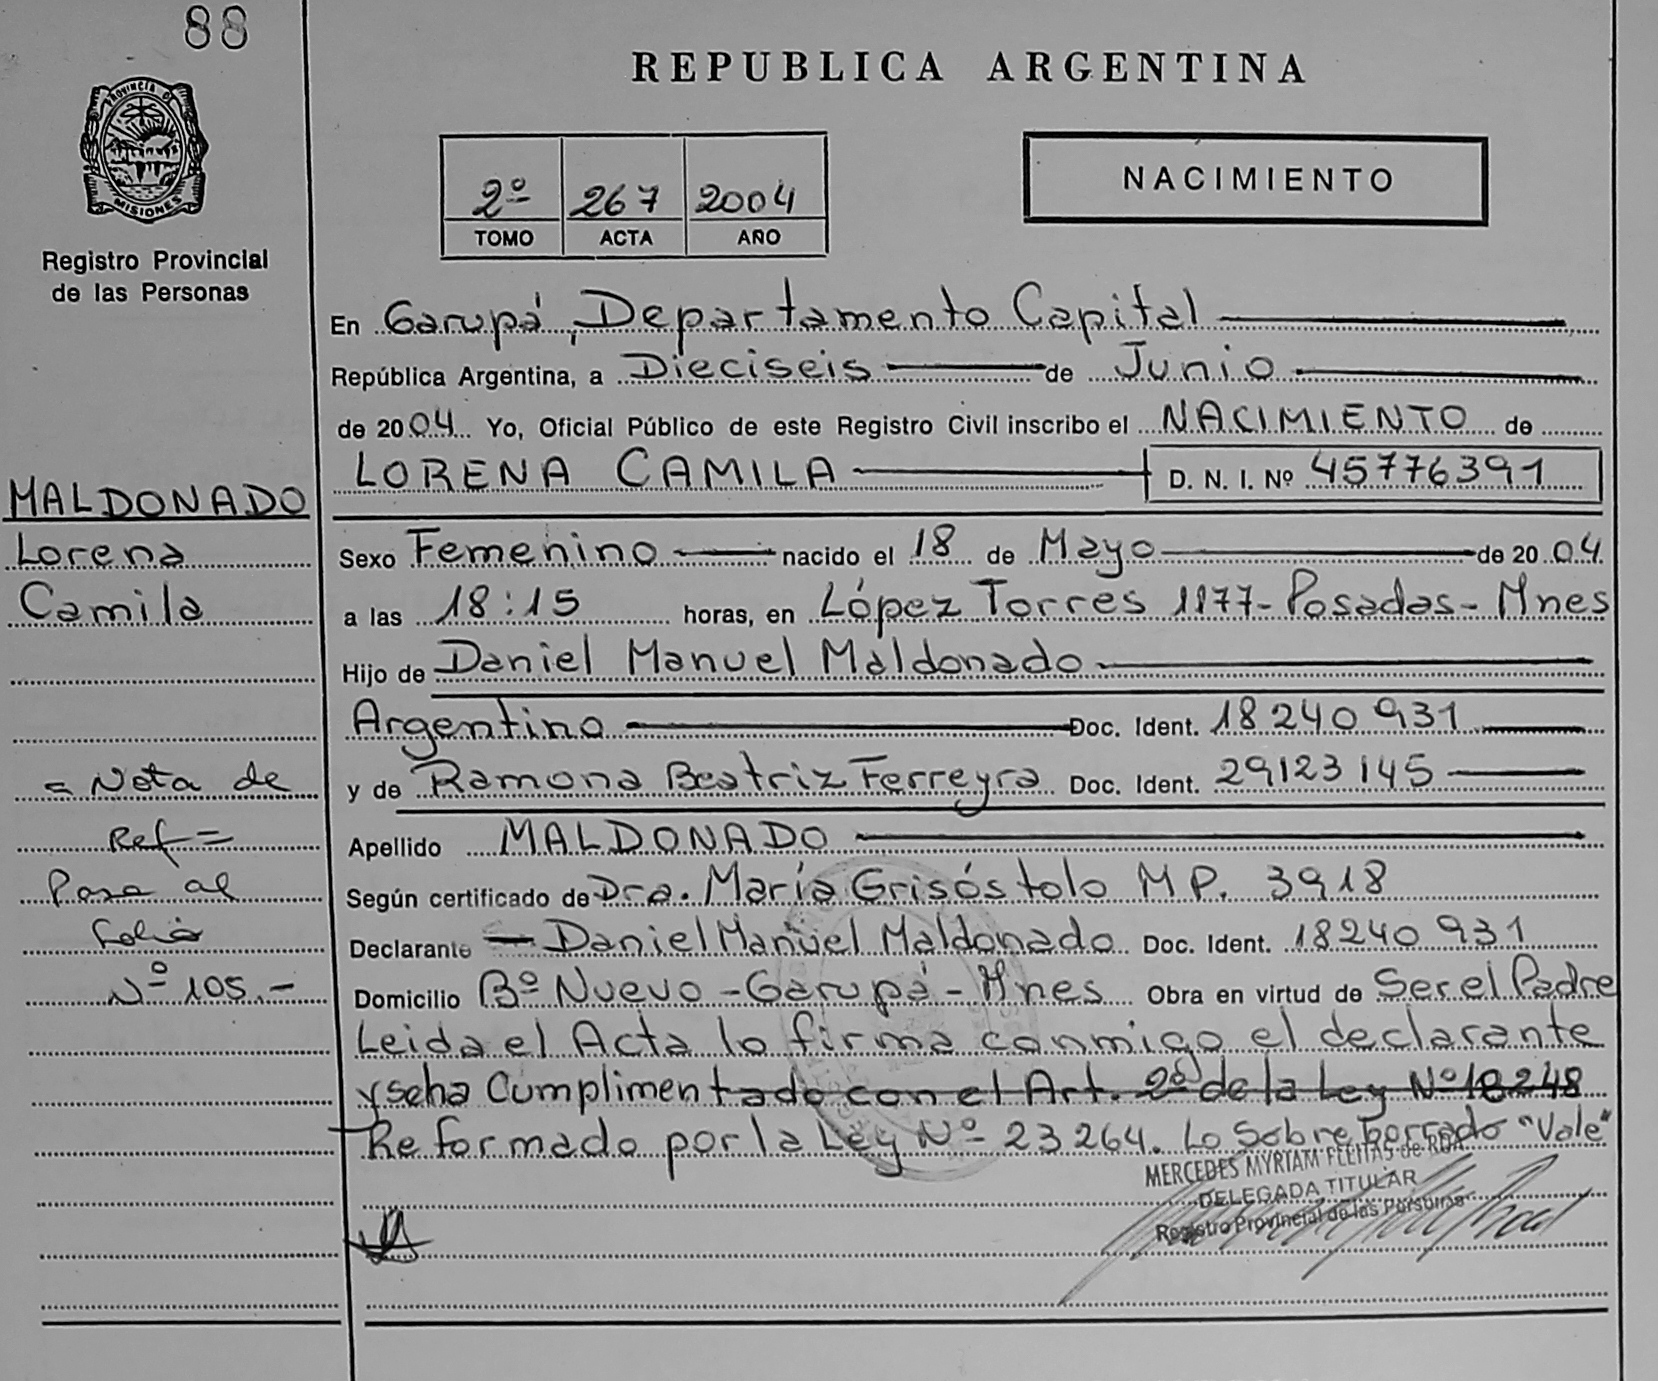 88
REPUBLICA ARGENTINA
PROVINCIA DE
MISIONES
Registro Provincial
de las Personas
2º 267 2004
TOMO ACTA AÑO
NACIMIENTO
En Garupá, Departamento Capital
República Argentina, a Dieciseis de Junio
de 2004 Yo, Oficial Público de este Registro Civil inscribo el NACIMIENTO de
LORENA CAMILA D. N. I. Nº 45776391
MALDONADO
Lorena
Camila
Sexo Femenino nacido el 18 de Mayo de 2004
a las 18:15 horas, en López Torres 1177-Posadas-Mnes
Hijo de Daniel Manuel Maldonado
Argentino Doc. Ident. 18240931
y de Ramona Beatriz Ferreyra Doc. Ident. 29123145
Apellido MALDONADO
Según certificado de Dra. María Grisóstolo M P. 3918
Declarante Daniel Manuel Maldonado Doc. Ident. 18240931
Domicilio Bº Nuevo-Garupá-Mnes Obra en virtud de Ser el Padre
= Nota de
Ref =
Pasa al
Folio
Nº 105.-
Leida el Acta lo firma conmigo el declarante
y se ha Cumplimentado con el Art. 2º de la Ley Nº 18248
Reformado por la Ley Nº 23264. Lo Sobre borrado "Vale"
MERCEDES MYRIAM FLEITAS de
DELEGADA TITULAR
Registro Provincial de las Personas